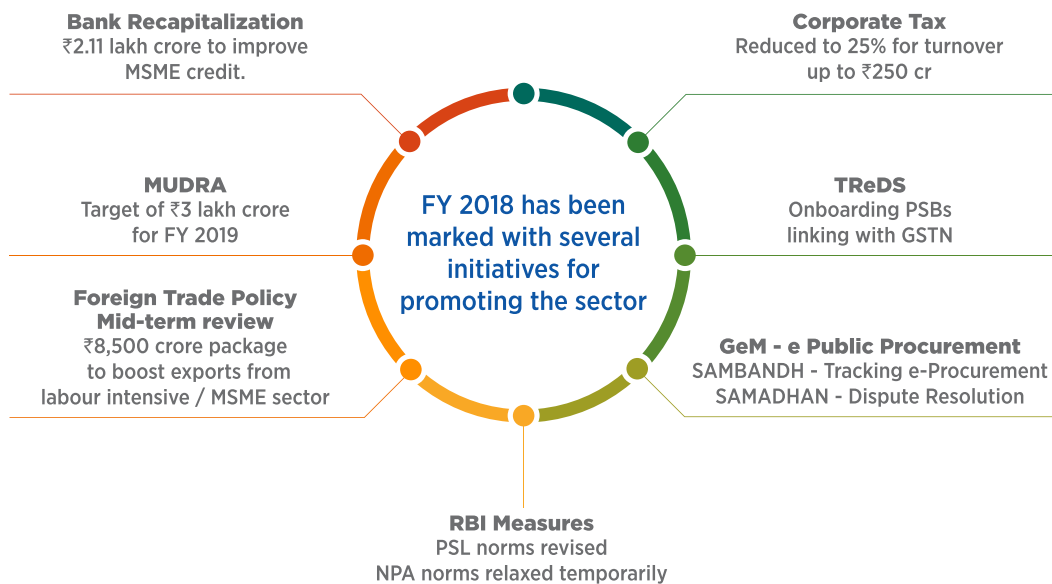 Bank Recapitalization
₹2.11 lakh crore to improve
MSME credit.
Corporate Tax
Reduced to 25% for turnover
up to ₹250 cr
MUDRA
Target of ₹3 lakh crore
for FY 2019
FY 2018 has been
marked with several
initiatives for
promoting the sector
TReDS
Onboarding PSBs
linking with GSTN
Foreign Trade Policy
Mid-term review
₹8,500 crore package
to boost exports from
labour intensive / MSME sector
GeM - e Public Procurement
SAMBANDH - Tracking e-Procurement
SAMADHAN - Dispute Resolution
RBI Measures
PSL norms revised
NPA norms relaxed temporarily